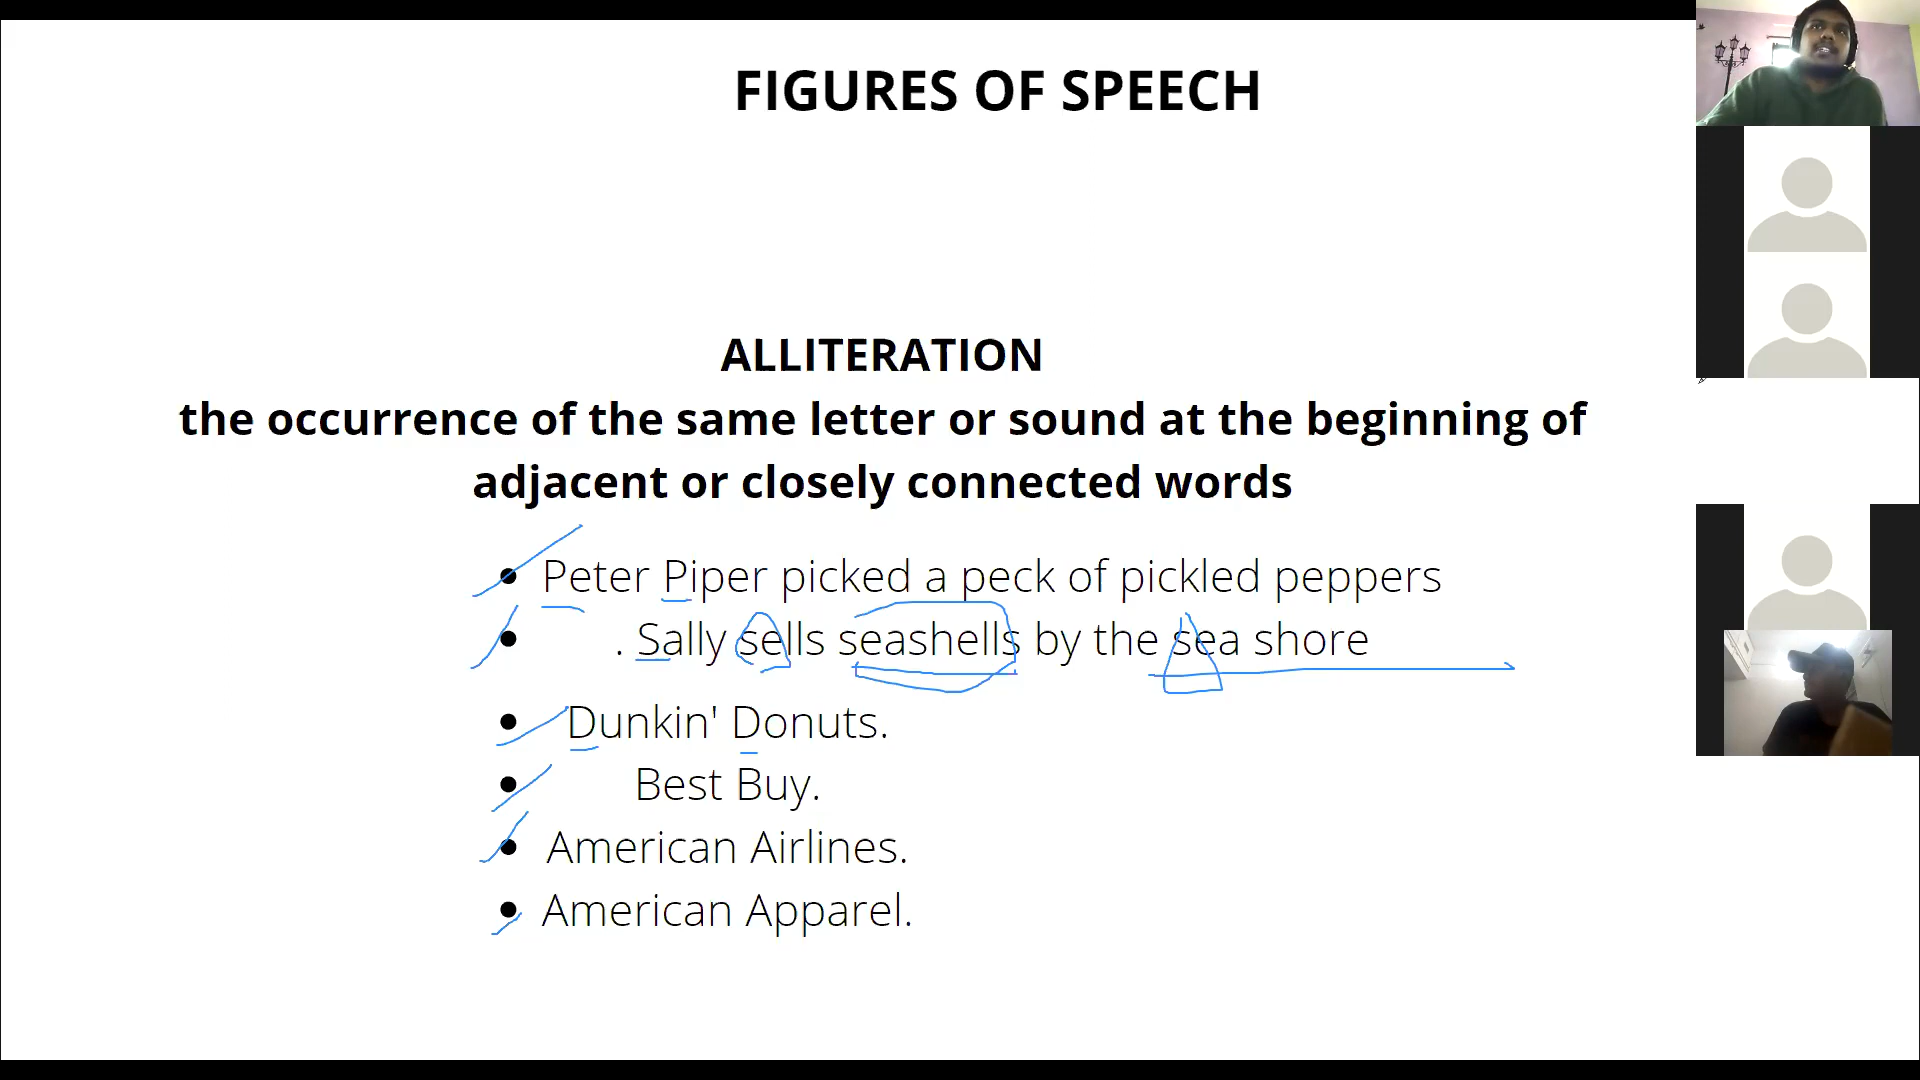 FIGURES OF SPEECH
ALLITERATION
the occurrence of the same letter or sound at the beginning of
adjacent or closely connected words
• Peter Piper picked a peck of pickled peppers
• . Sally sells seashells by the sea shore
• Dunkin' Donuts.
• Best Buy.
• American Airlines.
• American Apparel.